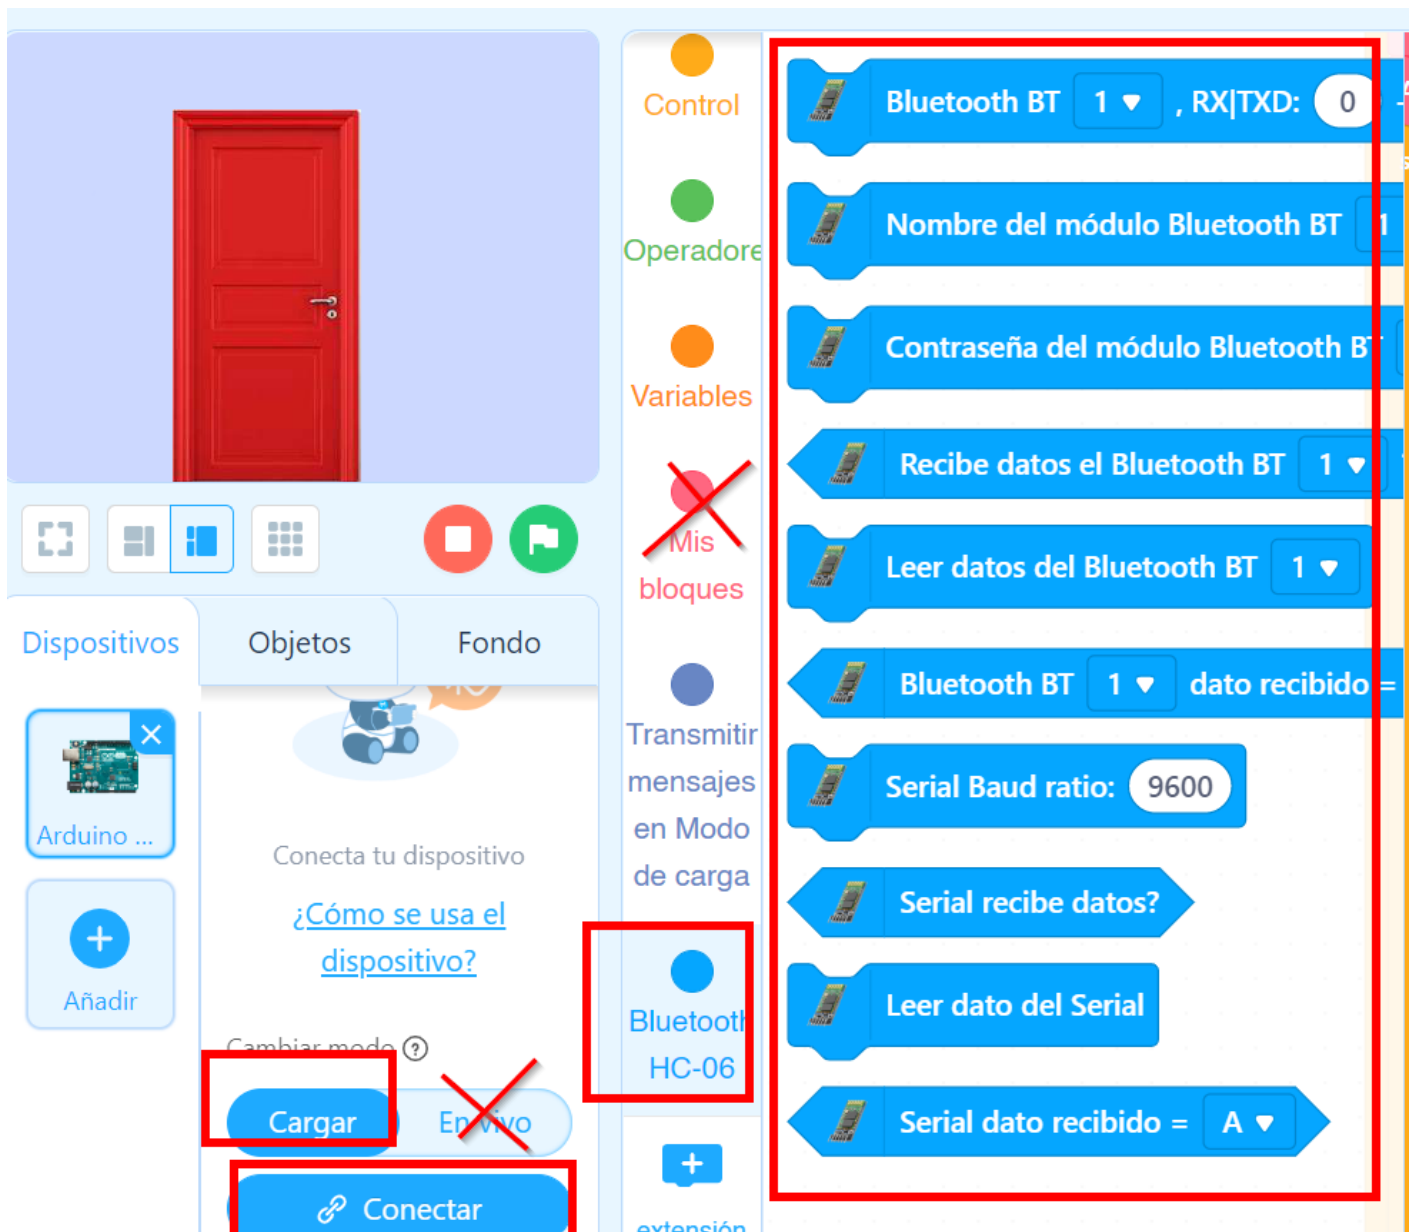 Control
Operadore
Variables
Mis
bloques
Transmitir
mensajes
en Modo
de carga
Bluetooth
HC-06
extensión
Bluetooth BT 1 , RX|TXD: 0
Nombre del módulo Bluetooth BT 1
Contraseña del módulo Bluetooth BT
Recibe datos el Bluetooth BT 1
Leer datos del Bluetooth BT 1
Bluetooth BT 1 dato recibido =
Serial Baud ratio: 9600
Serial recibe datos?
Leer dato del Serial
Serial dato recibido = A
Dispositivos Objetos Fondo
Arduino ...
Añadir
Conecta tu dispositivo
¿Cómo se usa el
dispositivo?
Cambiar modo ?
Cargar En vivo
Conectar